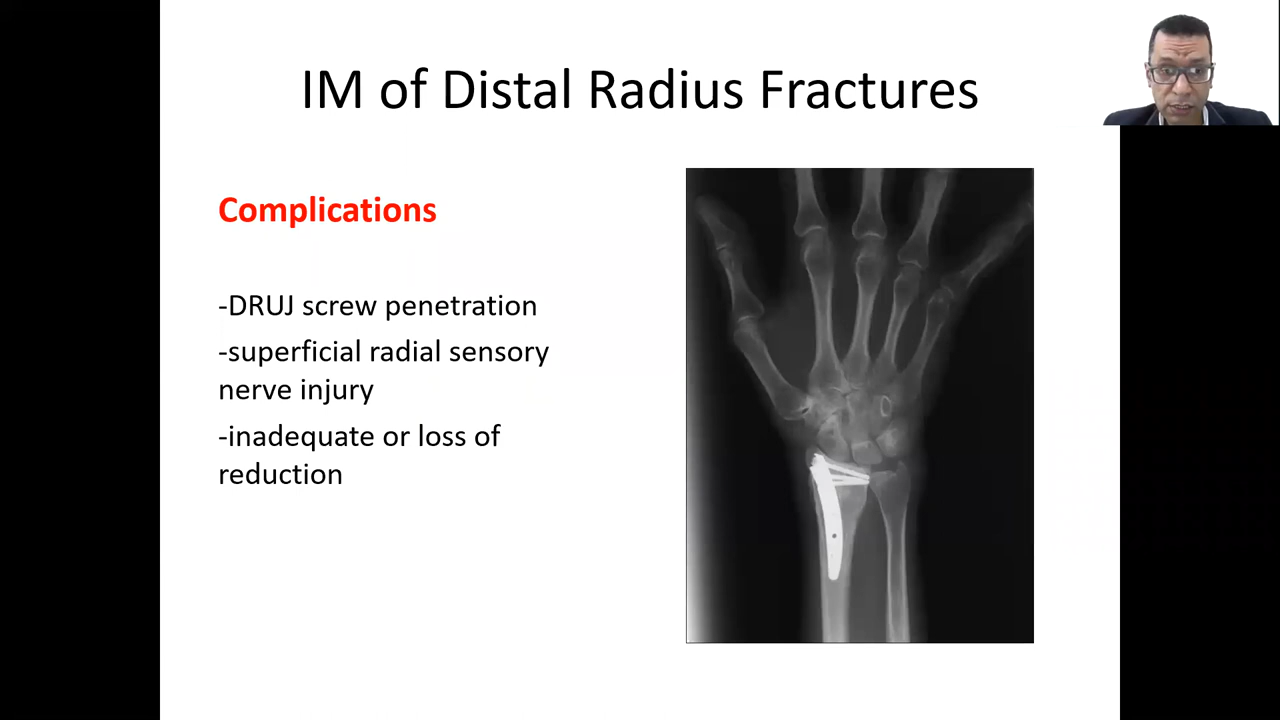 IM of Distal Radius Fractures
Complications
-DRUJ screw penetration
-superficial radial sensory
nerve injury
-inadequate or loss of
reduction